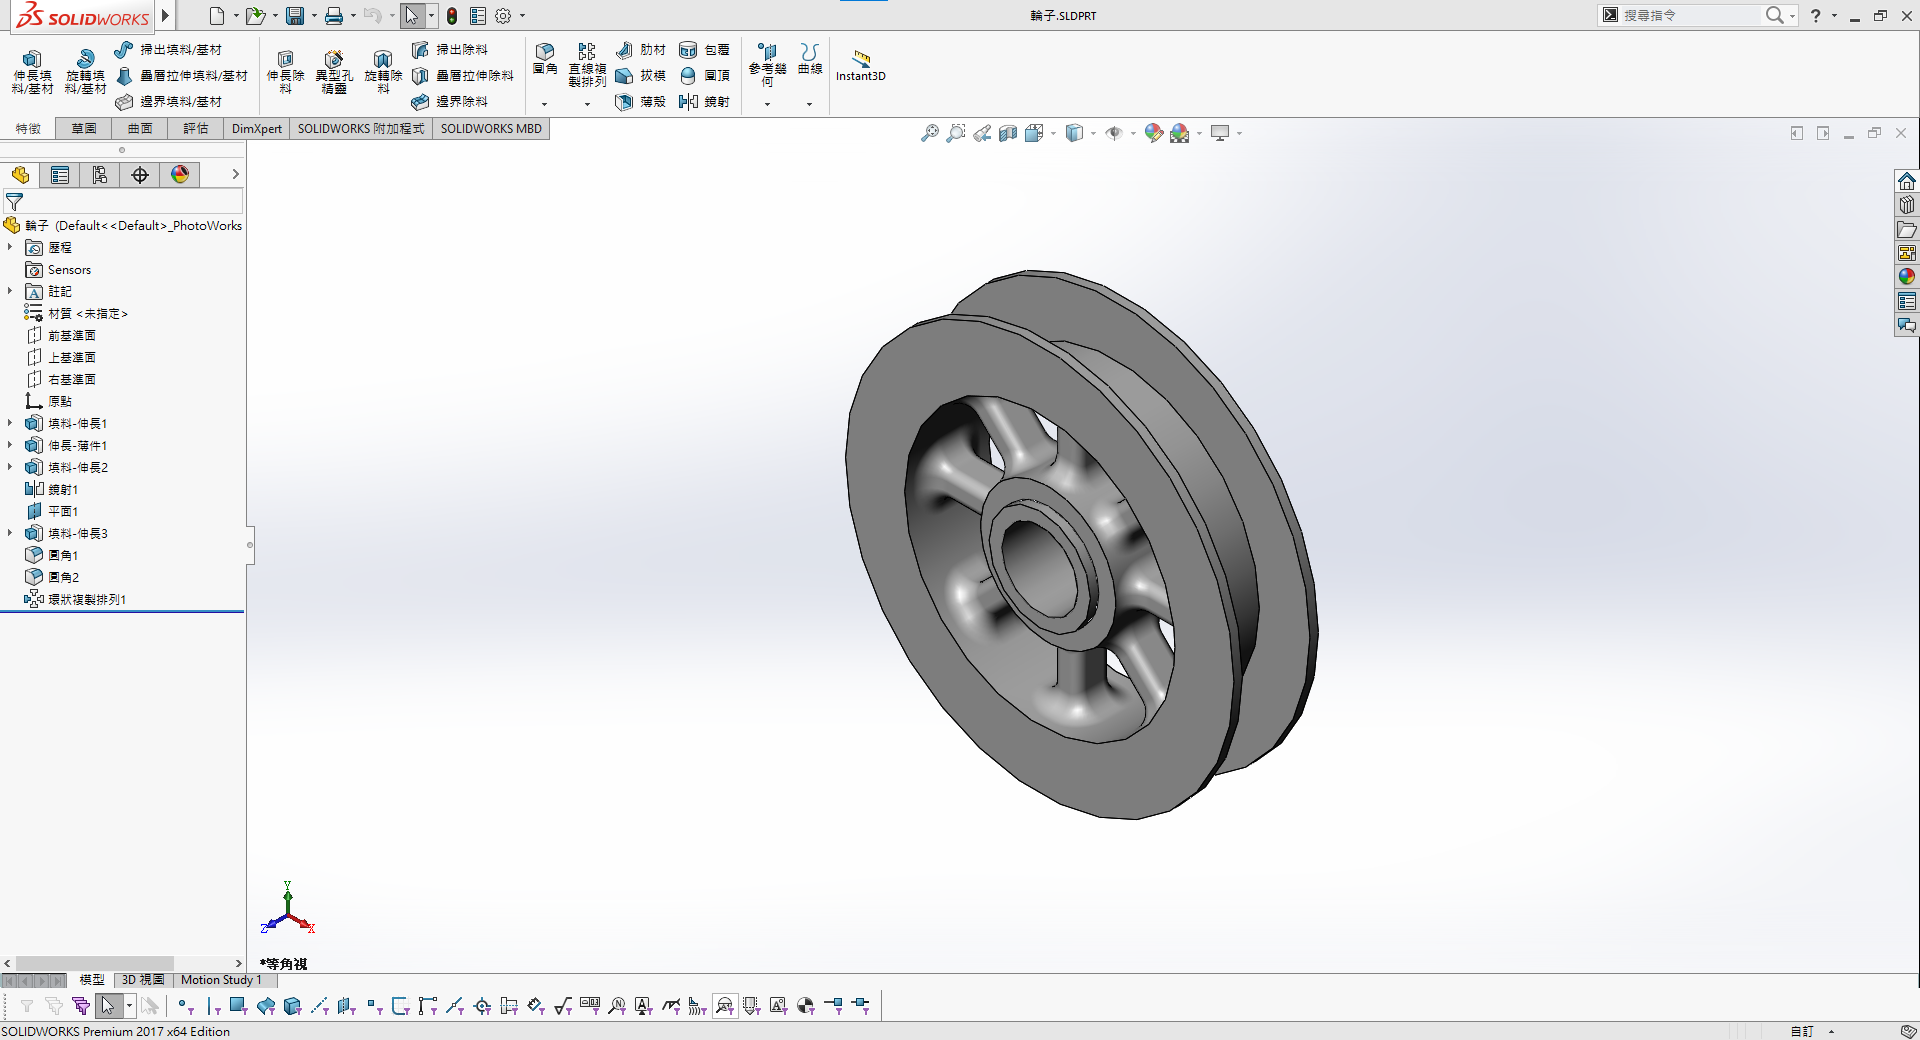 SOLIDWORKS
輪子.SLDPRT
搜尋指令
伸長填料/基材
旋轉填料/基材
掃出填料/基材
疊層拉伸填料/基材
邊界填料/基材
伸長除料
異型孔精靈
旋轉除料
掃出除料
疊層拉伸除料
邊界除料
圓角
直線複製排列
肋材
拔模
薄殼
包覆
圓頂
鏡射
參考幾何
曲線
Instant3D
特徵
草圖
曲面
評估
DimXpert
SOLIDWORKS 附加程式
SOLIDWORKS MBD
輪子 (Default<<Default>_PhotoWorks
歷程
Sensors
註記
材質 <未指定>
前基準面
上基準面
右基準面
原點
填料-伸長1
伸長-薄件1
填料-伸長2
鏡射1
平面1
填料-伸長3
圓角1
圓角2
環狀複製排列1
Y
Z
X
*等角視
模型
3D 視圖
Motion Study 1
SOLIDWORKS Premium 2017 x64 Edition
自訂